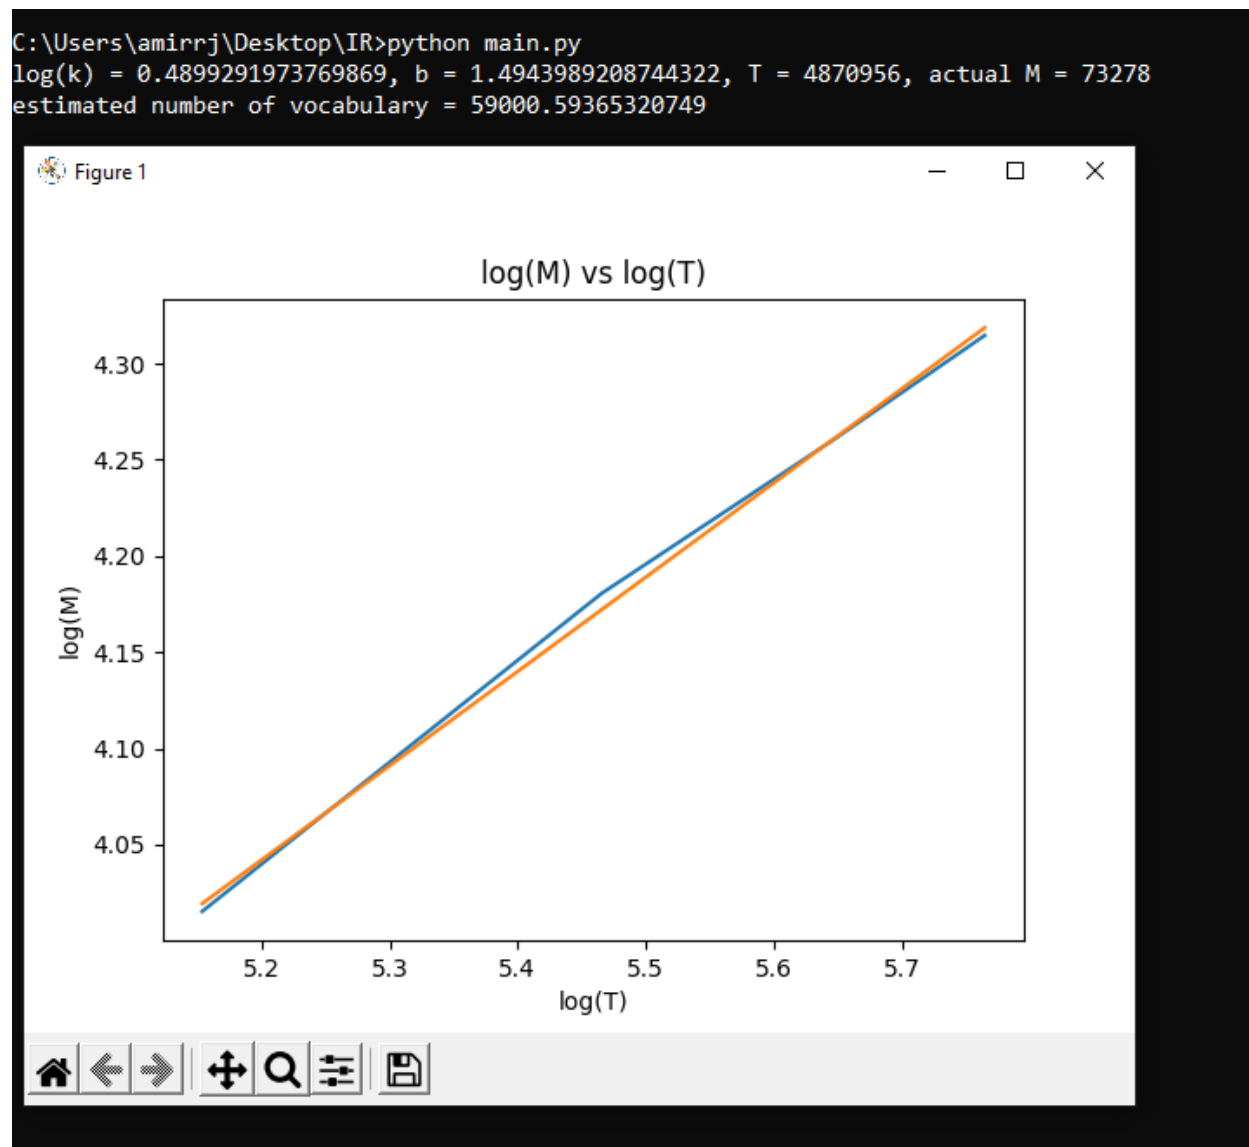 C:\Users\amirrj\Desktop\IR>python main.py
log(k) = 0.4899291973769869, b = 1.4943989208744322, T = 4870956, actual M = 73278
estimated number of vocabulary = 59000.59365320749
Figure 1
log(M) vs log(T)
4.30
4.25
4.20
4.15
4.10
4.05
log(M)
5.2 5.3 5.4 5.5 5.6 5.7
log(T)